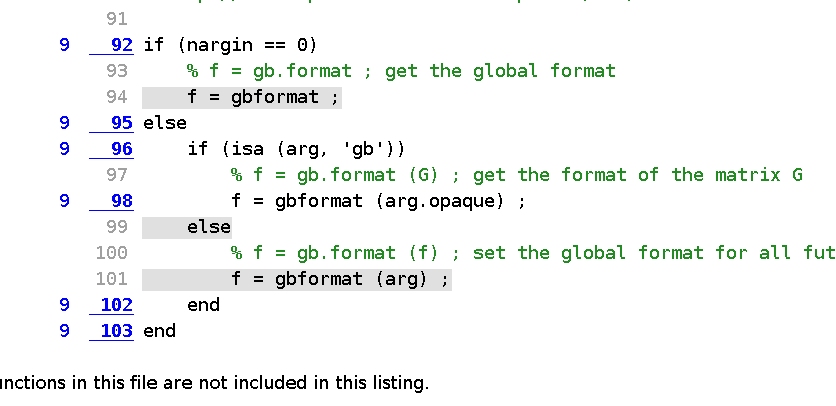 91
9 92 if (nargin == 0)
93 % f = gb.format ; get the global format
94 f = gbformat ;
9 95 else
9 96 if (isa (arg, 'gb'))
97 % f = gb.format (G) ; get the format of the matrix G
9 98 f = gbformat (arg.opaque) ;
99 else
100 % f = gb.format (f) ; set the global format for all fut
101 f = gbformat (arg) ;
9 102 end
9 103 end
unctions in this file are not included in this listing.